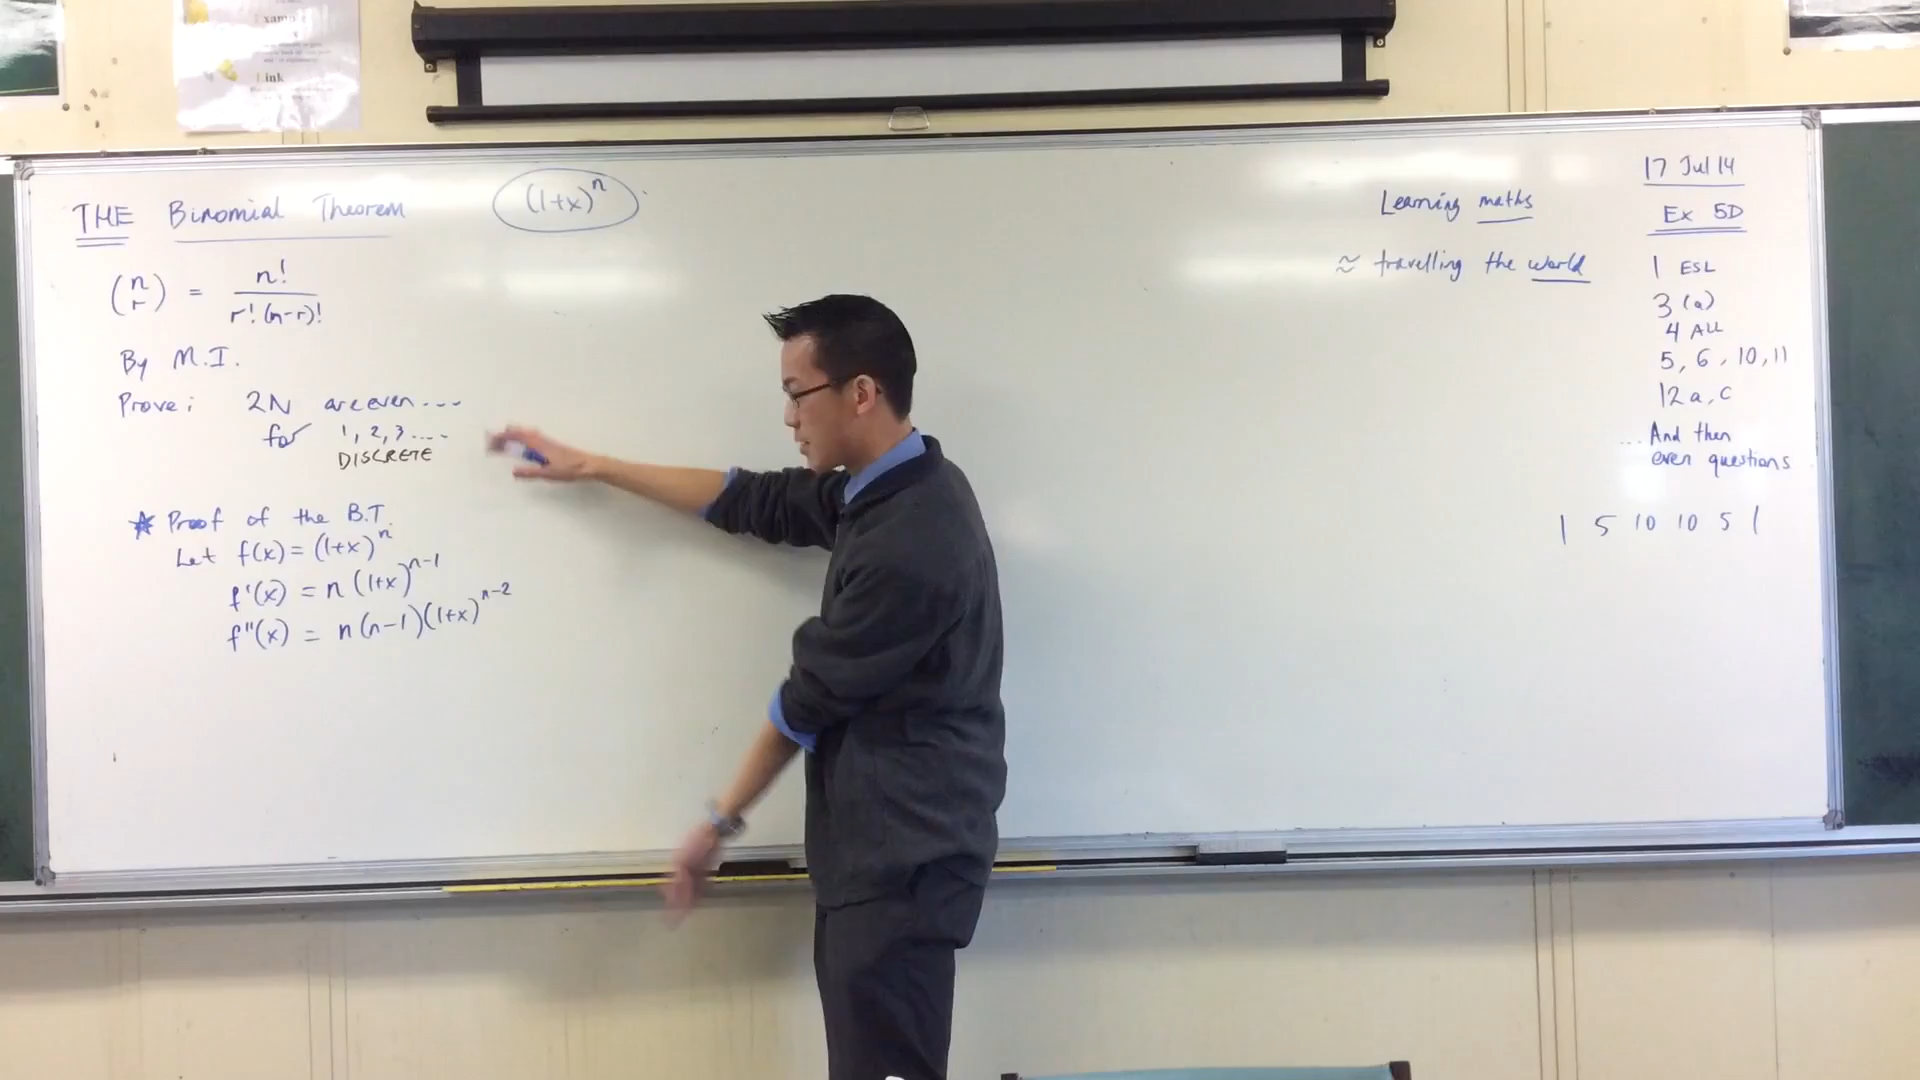 THE Binomial Theorem (1+x)^n
(n r) = n! / r!(n-r)!
By M.I.
Prove: 2N are even ...
for 1, 2, 3 ....
DISCRETE
* Proof of the B.T.
Let f(x) = (1+x)^n
f'(x) = n(1+x)^n-1
f"(x) = n(n-1)(1+x)^n-2
Learning maths
≈ travelling the world
17 Jul 14
Ex 5D
1 ESL
3(a)
4 ALL
5, 6, 10, 11
12a, c
... And then
even questions
1 5 10 10 5 1
Link